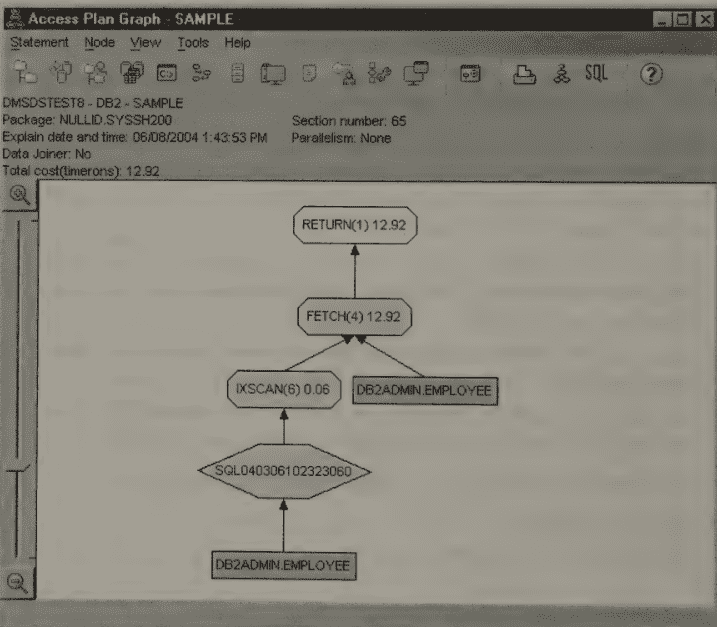 Access Plan Graph - SAMPLE
Statement Node View Tools Help
SQL ?
DMSDSTEST8 - DB2 - SAMPLE
Package: NULLID.SYSSH200 Section number: 65
Explain date and time: 06/08/2004 1:43:53 PM Parallelism: None
Data Joiner: No
Total cost(timerons): 12.92
RETURN(1) 12.92
FETCH(4) 12.92
IXSCAN(6) 0.06 DB2ADMIN.EMPLOYEE
SQL040306102323060
DB2ADMIN.EMPLOYEE